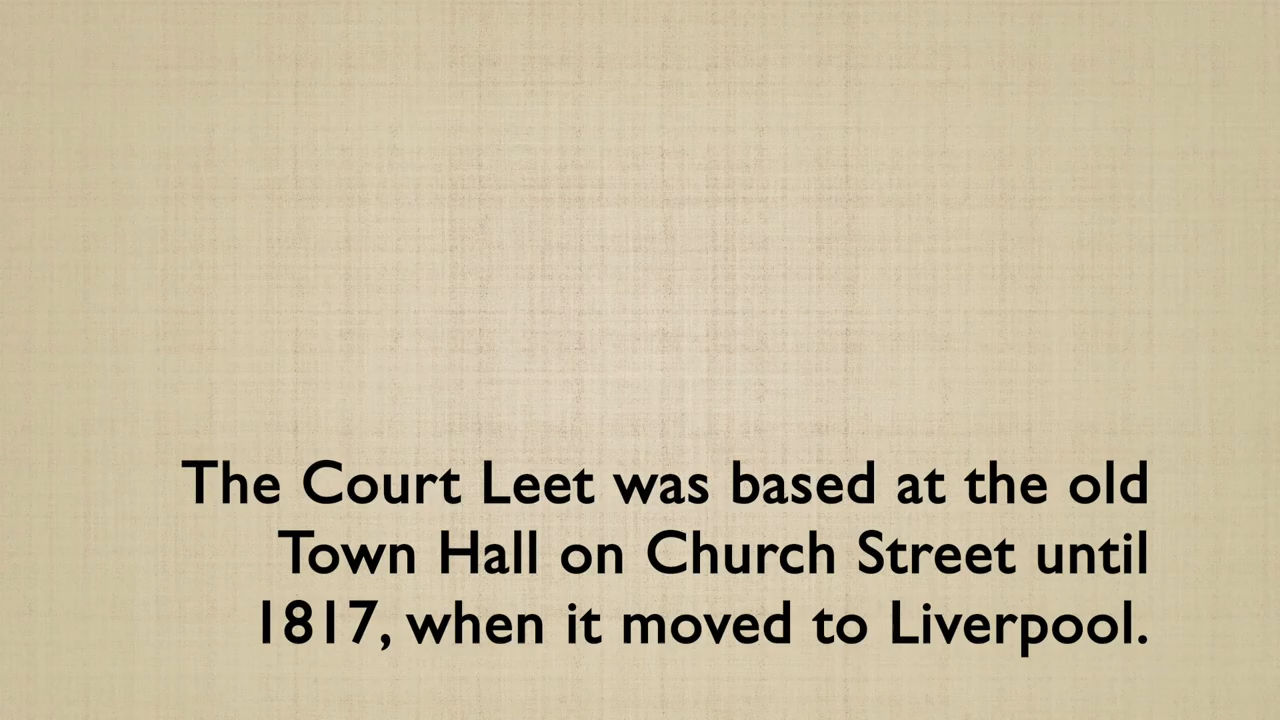 The Court Leet was based at the old
Town Hall on Church Street until
1817, when it moved to Liverpool.